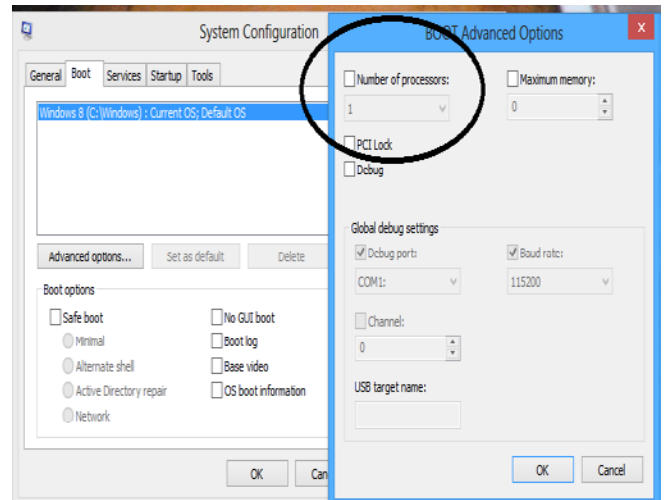 System Configuration
General Boot Services Startup Tools
Windows 8 (C:\Windows) : Current OS; Default OS
Advanced options... Set as default Delete
Boot options
Safe boot
Minimal
Alternate shell
Active Directory repair
Network
No GUI boot
Boot log
Base video
OS boot information
OK Can
BOOT Advanced Options
x
Number of processors:
1
Maximum memory:
0
PCI Lock
Debug
Global debug settings
Debug port:
COM1:
Baud rate:
115200
Channel:
0
USB target name:
OK Cancel